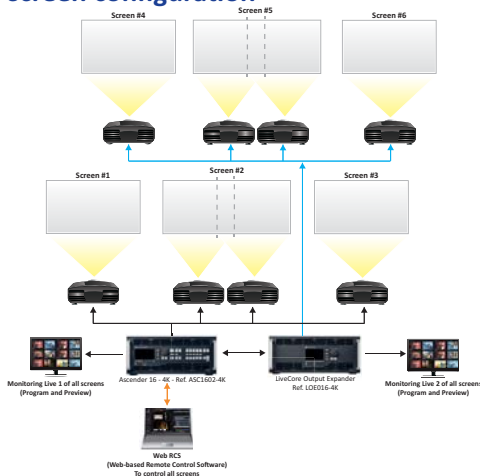 Screen configuration
Screen #4
Screen #5
Screen #6
Screen #1
Screen #2
Screen #3
Ascender 16 - 4K - Ref. ASC1602-4K
LiveCore Output Expander
Ref. LOE016-4K
Monitoring Live 1 of all screens
(Program and Preview)
Monitoring Live 2 of all screens
(Program and Preview)
Web RCS
(Web-based Remote Control Software)
To control all screens